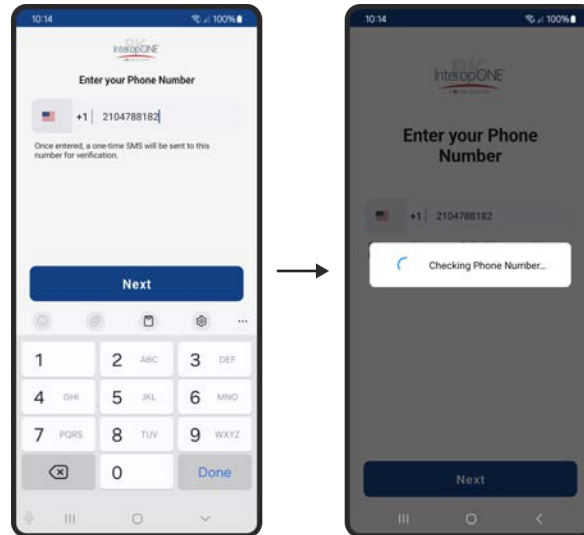 10:14
100%
InteropONE
Enter your Phone Number
+1 2104788182
Once entered, a one-time SMS will be sent to this
number for verification.
Next
1
2 ABC
3 DEF
4 GHI
5 JKL
6 MNO
7 PQRS
8 TUV
9 WXYZ
0
Done
10:14
100%
InteropONE
Enter your Phone
Number
+1 2104788182
Checking Phone Number...
Next